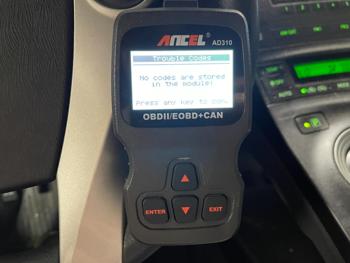 ANCEL AD310
Trouble Codes
No codes are stored
in the module!
Press any key to con…
OBDII/EOBD+CAN
ENTER
EXIT